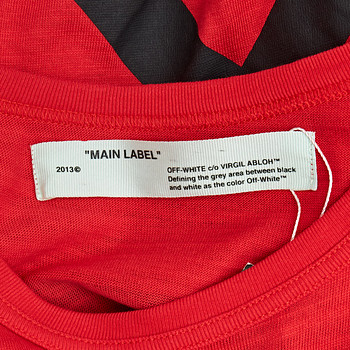 "MAIN LABEL"
2013©
OFF-WHITE c/o VIRGIL ABLOH™
Defining the grey area between black
and white as the color Off-White™